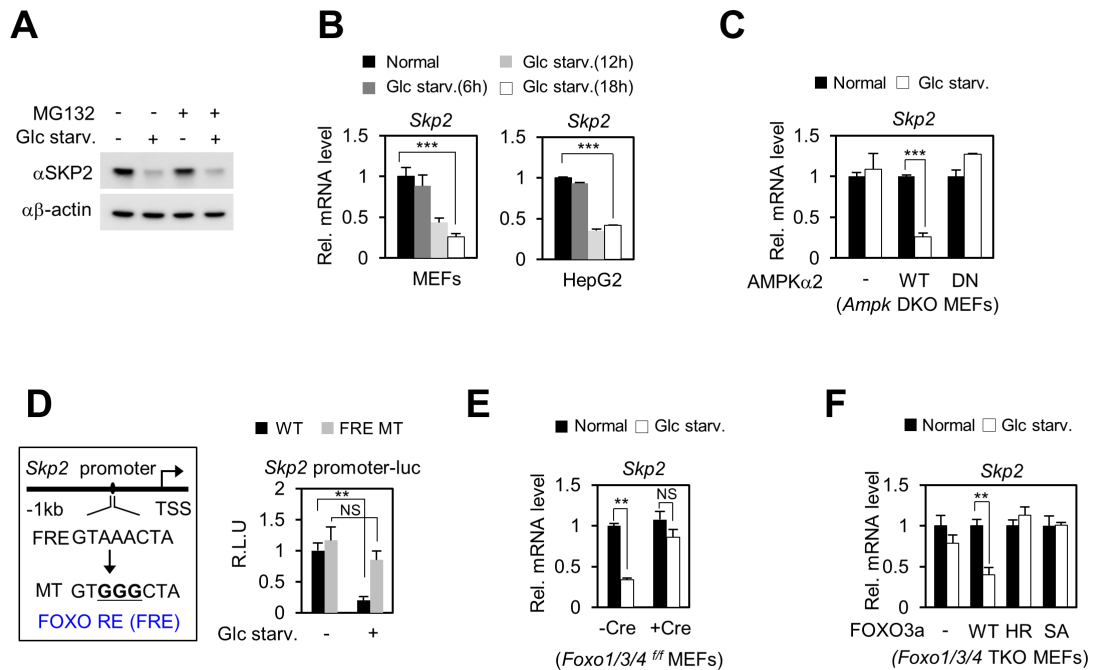 A
MG132 - - + +
Glc starv. - + - +
αSKP2
αβ-actin
B
Normal Glc starv.(12h)
Glc starv.(6h) Glc starv.(18h)
Skp2
Rel. mRNA level
1.5
1
0.5
0
***
MEFs
Skp2
1.5
1
0.5
0
***
HepG2
C
Normal Glc starv.
Skp2
Rel. mRNA level
1.5
1
0.5
0
***
AMPKα2 - WT DN
(Ampk DKO MEFs)
D
Skp2 promoter
-1kb TSS
FRE GTAAACTA
MT GTGGGCTA
FOXO RE (FRE)
WT FRE MT
Skp2 promoter-luc
R.L.U
2
1.5
1
0.5
0
**
NS
Glc starv. - +
E
Normal Glc starv.
Skp2
Rel. mRNA level
1.5
1
0.5
0
**
NS
-Cre +Cre
(Foxo1/3/4 f/f MEFs)
F
Normal Glc starv.
Skp2
Rel. mRNA level
1.5
1
0.5
0
**
FOXO3a - WT HR SA
(Foxo1/3/4 TKO MEFs)